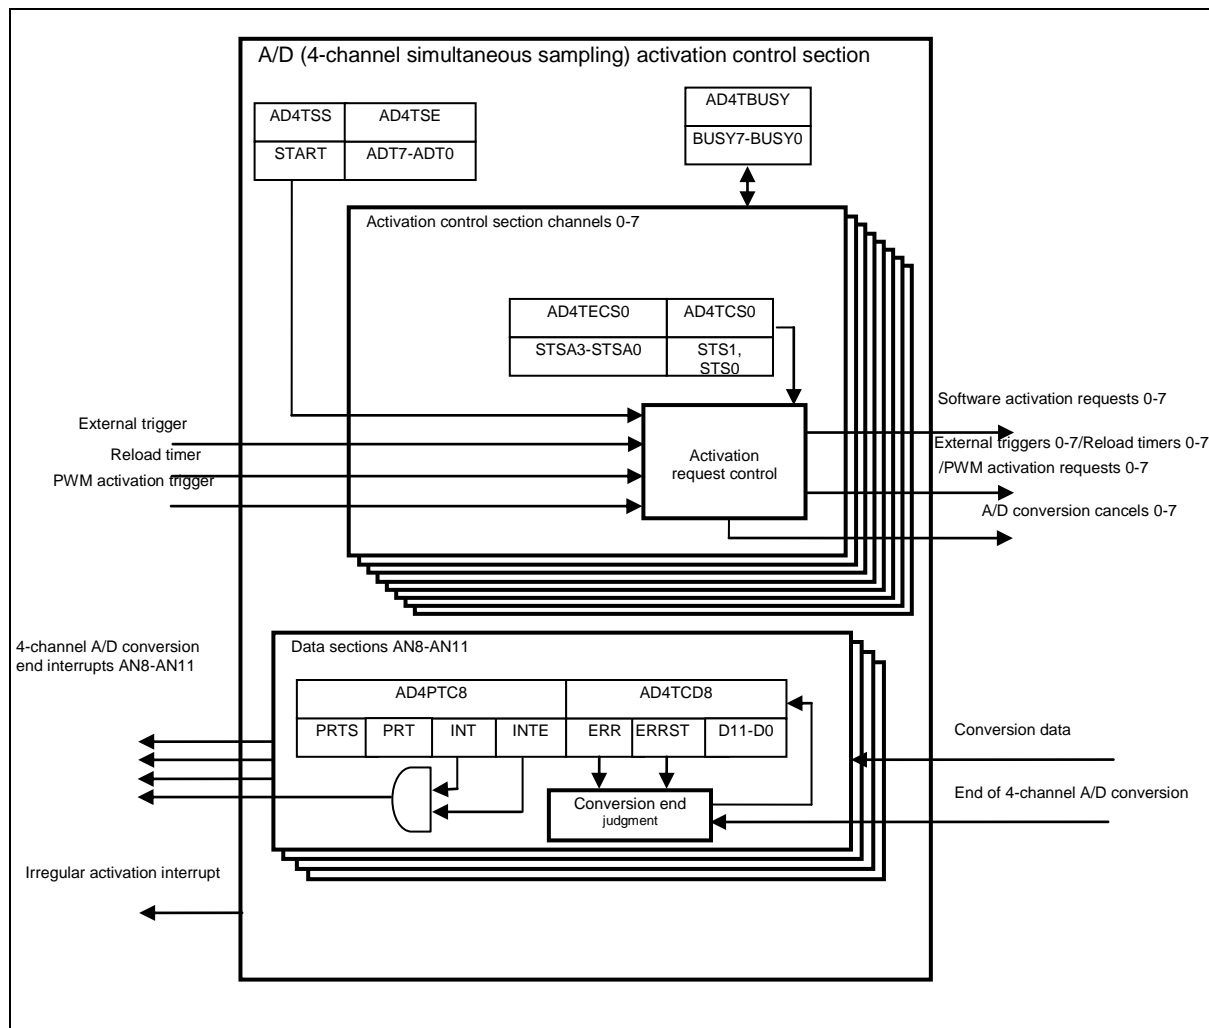 A/D (4-channel simultaneous sampling) activation control section
AD4TSS
AD4TSE
START
ADT7-ADT0
AD4TBUSY
BUSY7-BUSY0
Activation control section channels 0-7
AD4TECS0
AD4TCS0
STSA3-STSA0
STS1,
STS0
External trigger
Reload timer
PWM activation trigger
Activation
request control
Software activation requests 0-7
External triggers 0-7/Reload timers 0-7
/PWM activation requests 0-7
A/D conversion cancels 0-7
4-channel A/D conversion
end interrupts AN8-AN11
Data sections AN8-AN11
AD4PTC8
AD4TCD8
PRTS
PRT
INT
INTE
ERR
ERRST
D11-D0
Conversion end
judgment
Conversion data
End of 4-channel A/D conversion
Irregular activation interrupt